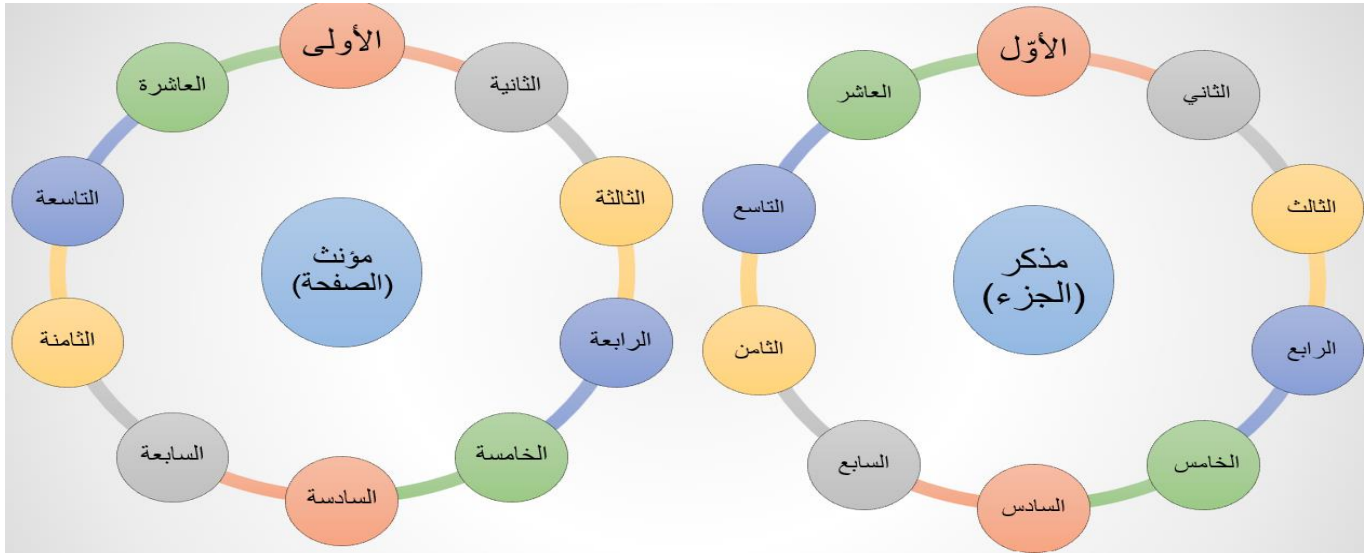 الأوّل
الثاني
الثالث
الرابع
الخامس
السادس
السابع
الثامن
التاسع
العاشر
مذكر
(الجزء)
الأولى
الثانية
الثالثة
الرابعة
الخامسة
السادسة
السابعة
الثامنة
التاسعة
العاشرة
مؤنث
(الصفحة)